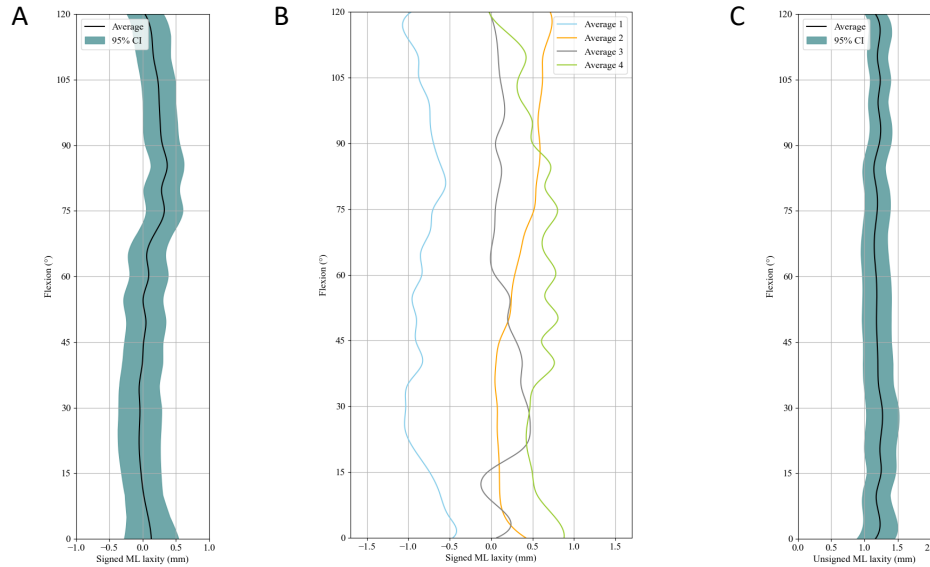 A
B
C
Average
95% CI
Average 1
Average 2
Average 3
Average 4
Average
95% CI
120
105
90
75
60
45
30
15
0
Flexion (°)
−1.0 −0.5 0.0 0.5 1.0
Signed ML laxity (mm)
120
105
90
75
60
45
30
15
0
Flexion (°)
−1.5 −1.0 −0.5 0.0 0.5 1.0 1.5
Signed ML laxity (mm)
120
105
90
75
60
45
30
15
0
Flexion (°)
0.0 0.5 1.0 1.5
Unsigned ML laxity (mm)